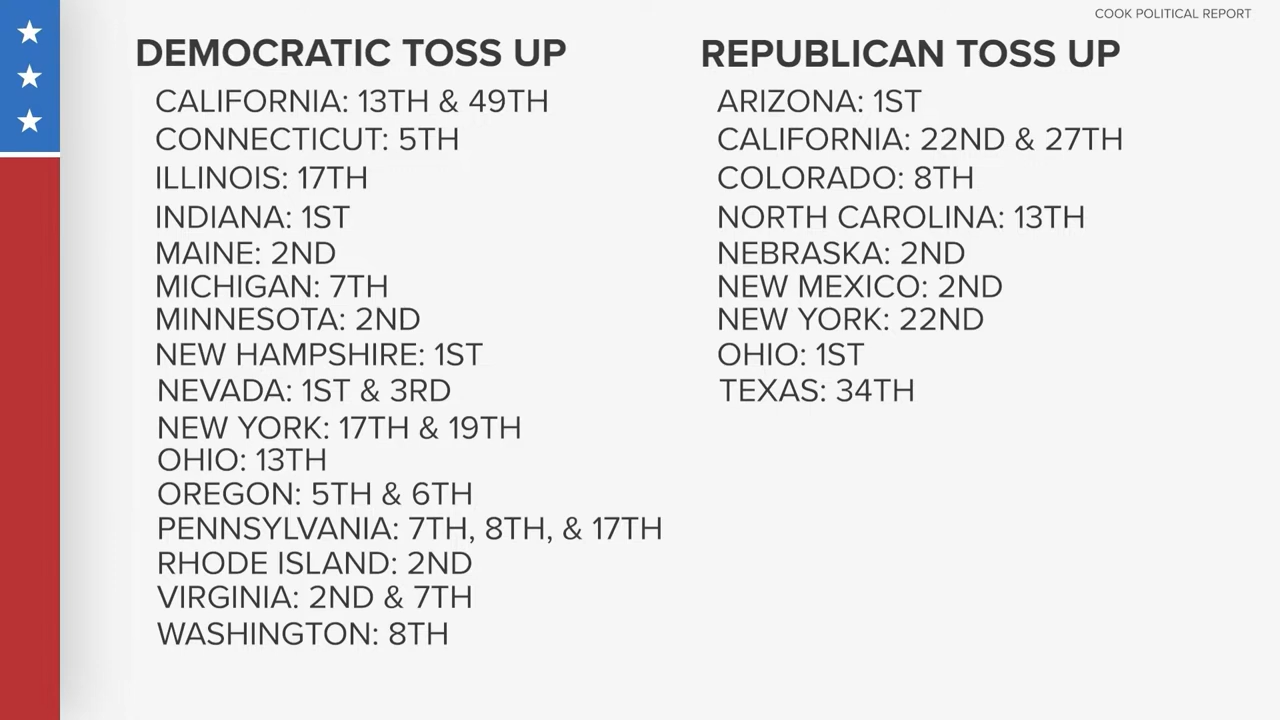 COOK POLITICAL REPORT
DEMOCRATIC TOSS UP
CALIFORNIA: 13TH & 49TH
CONNECTICUT: 5TH
ILLINOIS: 17TH
INDIANA: 1ST
MAINE: 2ND
MICHIGAN: 7TH
MINNESOTA: 2ND
NEW HAMPSHIRE: 1ST
NEVADA: 1ST & 3RD
NEW YORK: 17TH & 19TH
OHIO: 13TH
OREGON: 5TH & 6TH
PENNSYLVANIA: 7TH, 8TH, & 17TH
RHODE ISLAND: 2ND
VIRGINIA: 2ND & 7TH
WASHINGTON: 8TH
REPUBLICAN TOSS UP
ARIZONA: 1ST
CALIFORNIA: 22ND & 27TH
COLORADO: 8TH
NORTH CAROLINA: 13TH
NEBRASKA: 2ND
NEW MEXICO: 2ND
NEW YORK: 22ND
OHIO: 1ST
TEXAS: 34TH